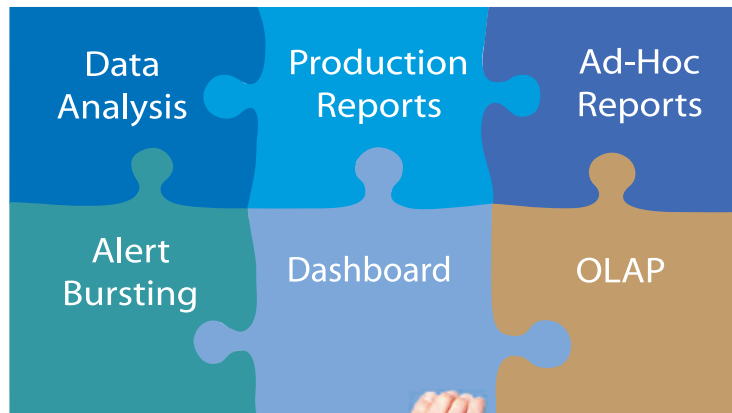 Data
Analysis
Production
Reports
Ad-Hoc
Reports
Alert
Bursting
Dashboard
OLAP